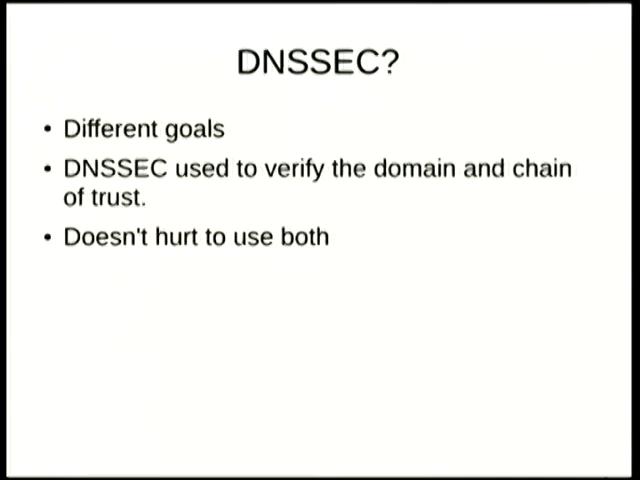 DNSSEC?
• Different goals
• DNSSEC used to verify the domain and chain
of trust.
• Doesn't hurt to use both